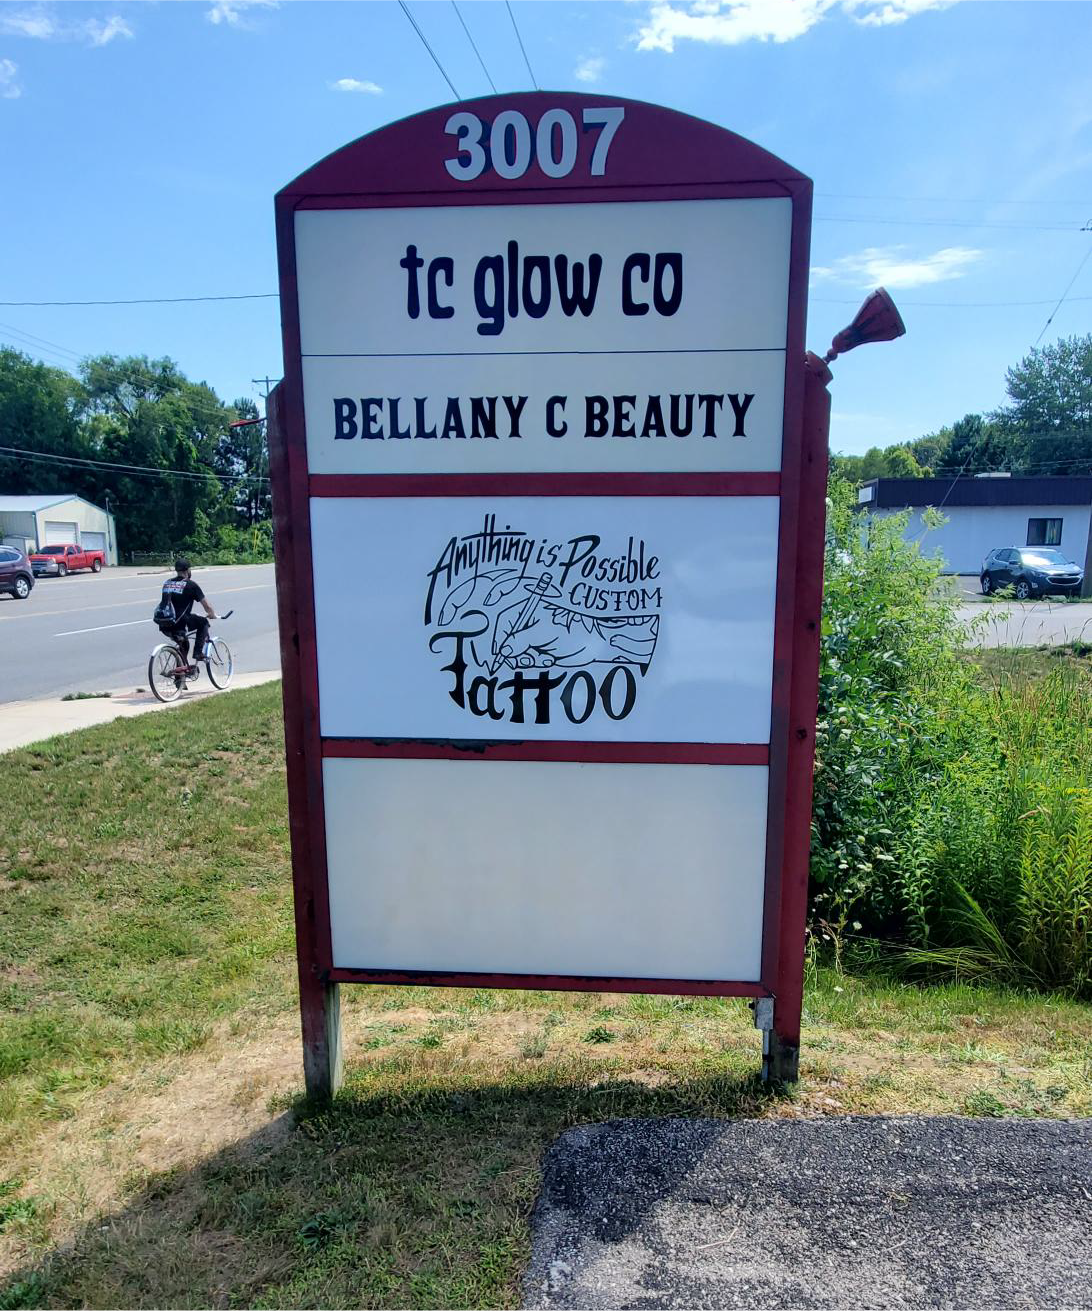 3007
tc glow co
BELLANY C BEAUTY
Anything is Possible
CUSTOM
TaTTOO